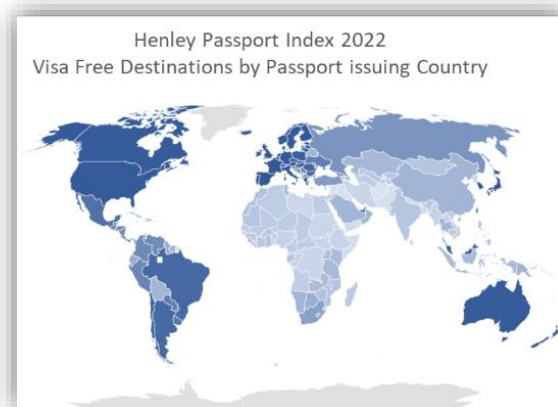 Henley Passport Index 2022
Visa Free Destinations by Passport issuing Country